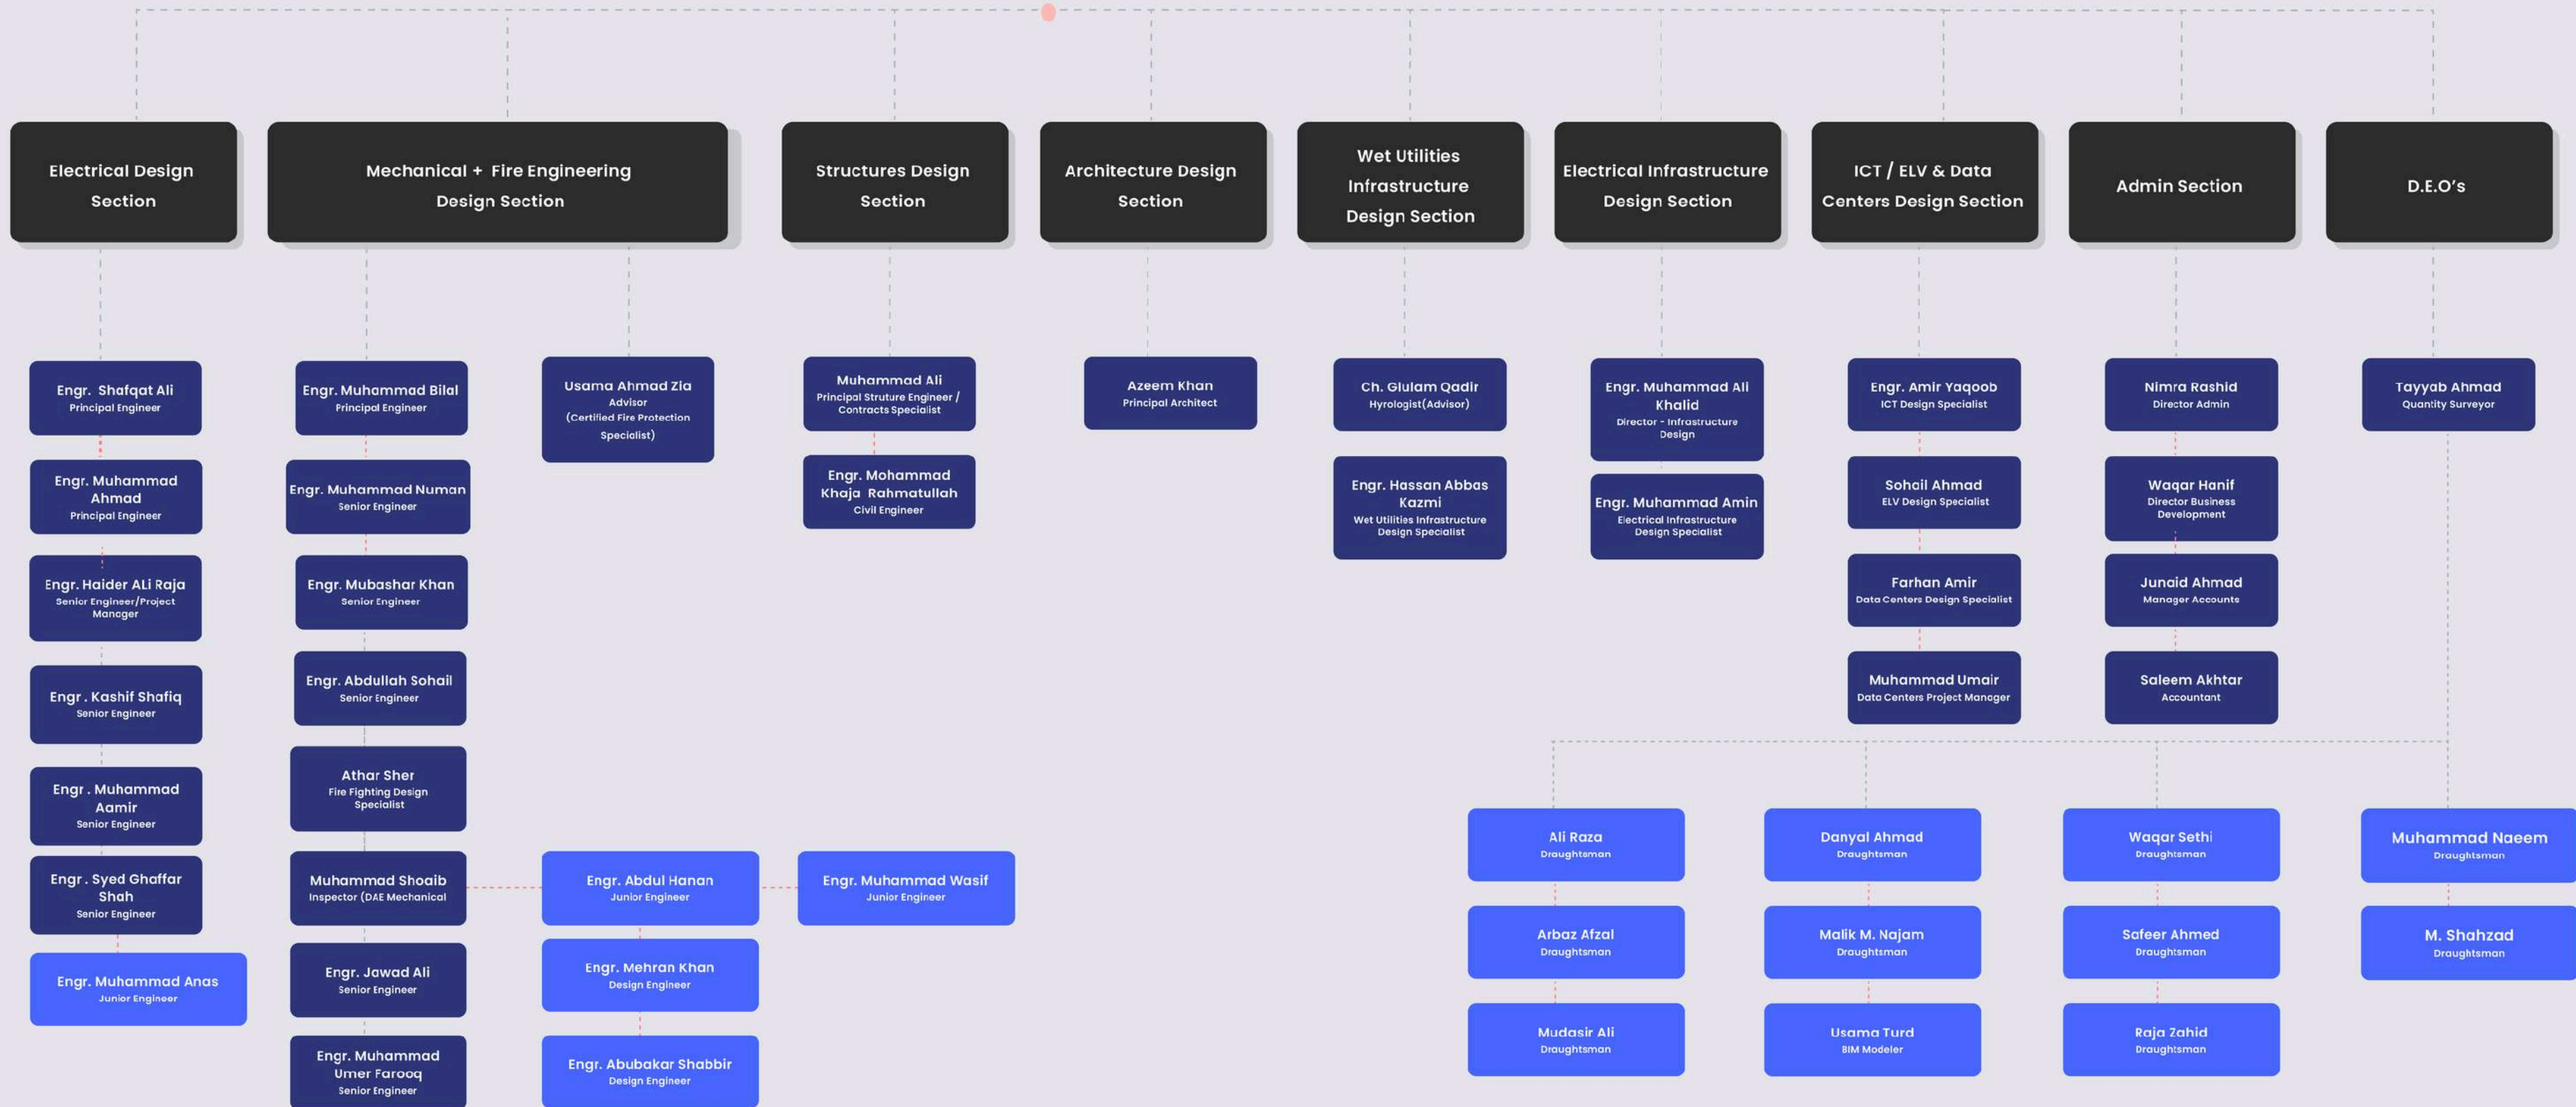 Electrical Design
Section
Mechanical + Fire Engineering
Design Section
Structures Design
Section
Architecture Design
Section
Wet Utilities
Infrastructure
Design Section
Electrical Infrastructure
Design Section
ICT / ELV & Data
Centers Design Section
Admin Section
D.E.O's
Engr. Shafqat Ali
Principal Engineer
Engr. Muhammad
Ahmad
Principal Engineer
Engr. Haider ALi Raja
Senior Engineer/Project
Manager
Engr . Kashif Shafiq
Senior Engineer
Engr . Muhammad
Aamir
Senior Engineer
Engr . Syed Ghaffar
Shah
Senior Engineer
Engr. Muhammad Anas
Junior Engineer
Engr. Muhammad Bilal
Principal Engineer
Engr. Muhammad Numan
Senior Engineer
Engr. Mubashar Khan
Senior Engineer
Engr. Abdullah Sohail
Senior Engineer
Athar Sher
Fire Fighting Design
Specialist
Muhammad Shoaib
Inspector (DAE Mechanical
Engr. Jawad Ali
Senior Engineer
Engr. Muhammad
Umer Farooq
Senior Engineer
Usama Ahmad Zia
Advisor
(Certified Fire Protection
Specialist)
Engr. Abdul Hanan
Junior Engineer
Engr. Mehran Khan
Design Engineer
Engr. Abubakar Shabbir
Design Engineer
Engr. Muhammad Wasif
Junior Engineer
Muhammad Ali
Principal Struture Engineer /
Contracts Specialist
Engr. Mohammad
Khaja Rahmatullah
Civil Engineer
Azeem Khan
Principal Architect
Ch. Glulam Qadir
Hyrologist(Advisor)
Engr. Hassan Abbas
Kazmi
Wet Utilities Infrastructure
Design Specialist
Engr. Muhammad Ali
Khalid
Director - Infrastructure
Design
Engr. Muhammad Amin
Electrical Infrastructure
Design Specialist
Engr. Amir Yaqoob
ICT Design Specialist
Sohail Ahmad
ELV Design Specialist
Farhan Amir
Data Centers Design Specialist
Muhammad Umair
Data Centers Project Manager
Nimra Rashid
Director Admin
Waqar Hanif
Director Business
Development
Junaid Ahmad
Manager Accounts
Saleem Akhtar
Accountant
Tayyab Ahmad
Quantity Surveyor
Ali Raza
Draughtsman
Arbaz Afzal
Draughtsman
Mudasir Ali
Draughtsman
Danyal Ahmad
Draughtsman
Malik M. Najam
Draughtsman
Usama Turd
BIM Modeler
Waqar Sethi
Draughtsman
Safeer Ahmed
Draughtsman
Raja Zahid
Draughtsman
Muhammad Naeem
Draughtsman
M. Shahzad
Draughtsman